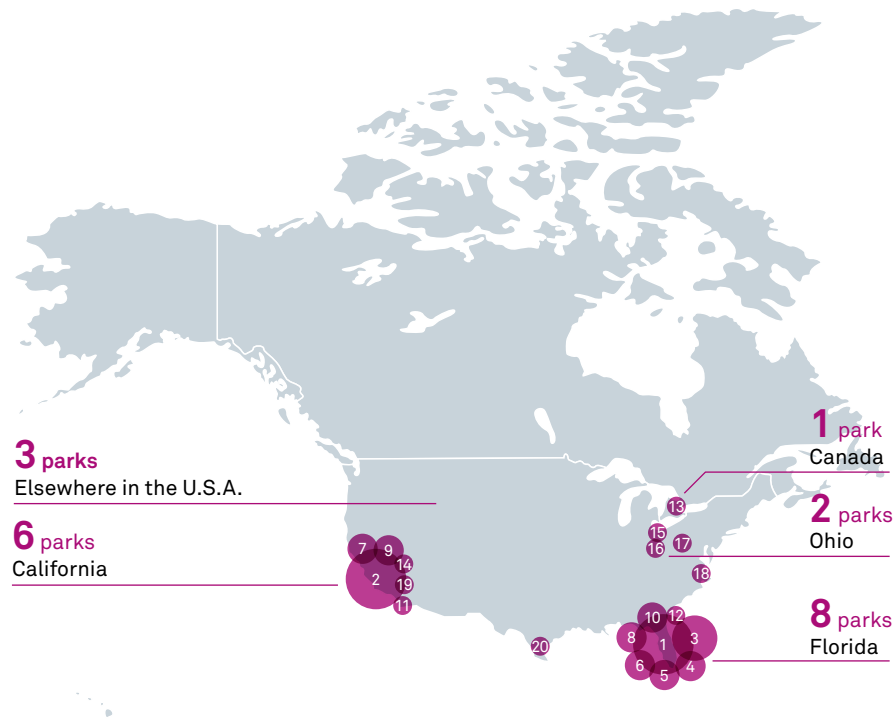 1 park
Canada
3 parks
Elsewhere in the U.S.A.
2 parks
Ohio
6 parks
California
8 parks
Florida
13
15
16
17
7
9
14
2
19
11
18
10
12
8
1
3
20
6
5
4